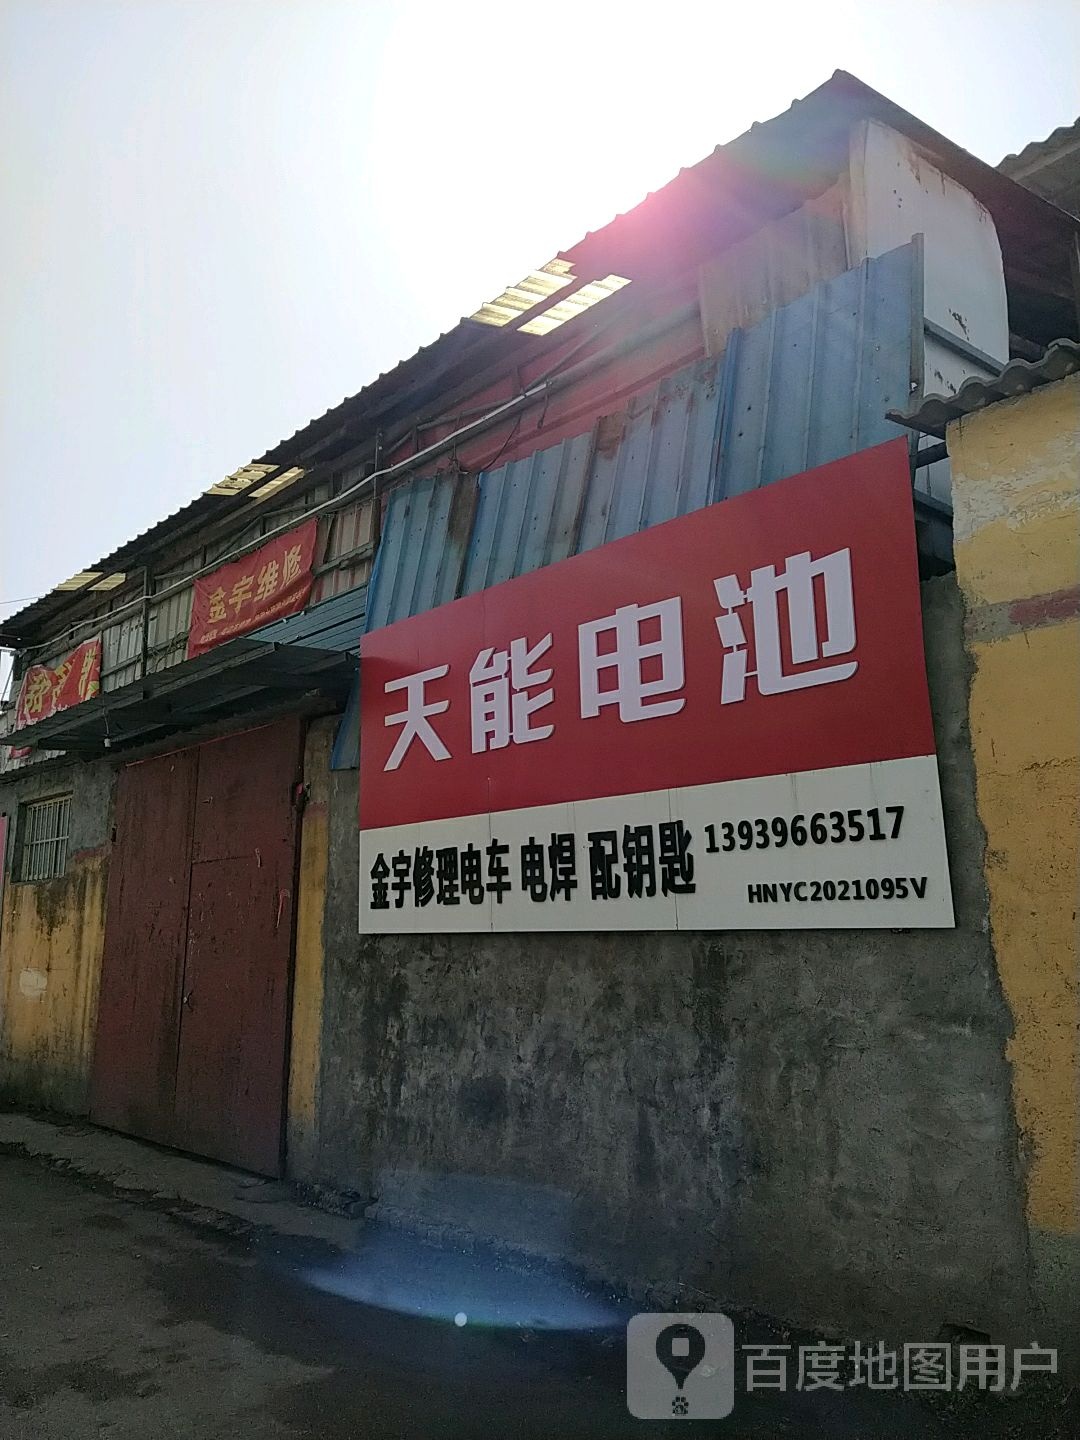 金宇维修
天能电池
金宇修理电车 电焊 配钥匙 13939663517
HNYC2021095V
百度地图用户